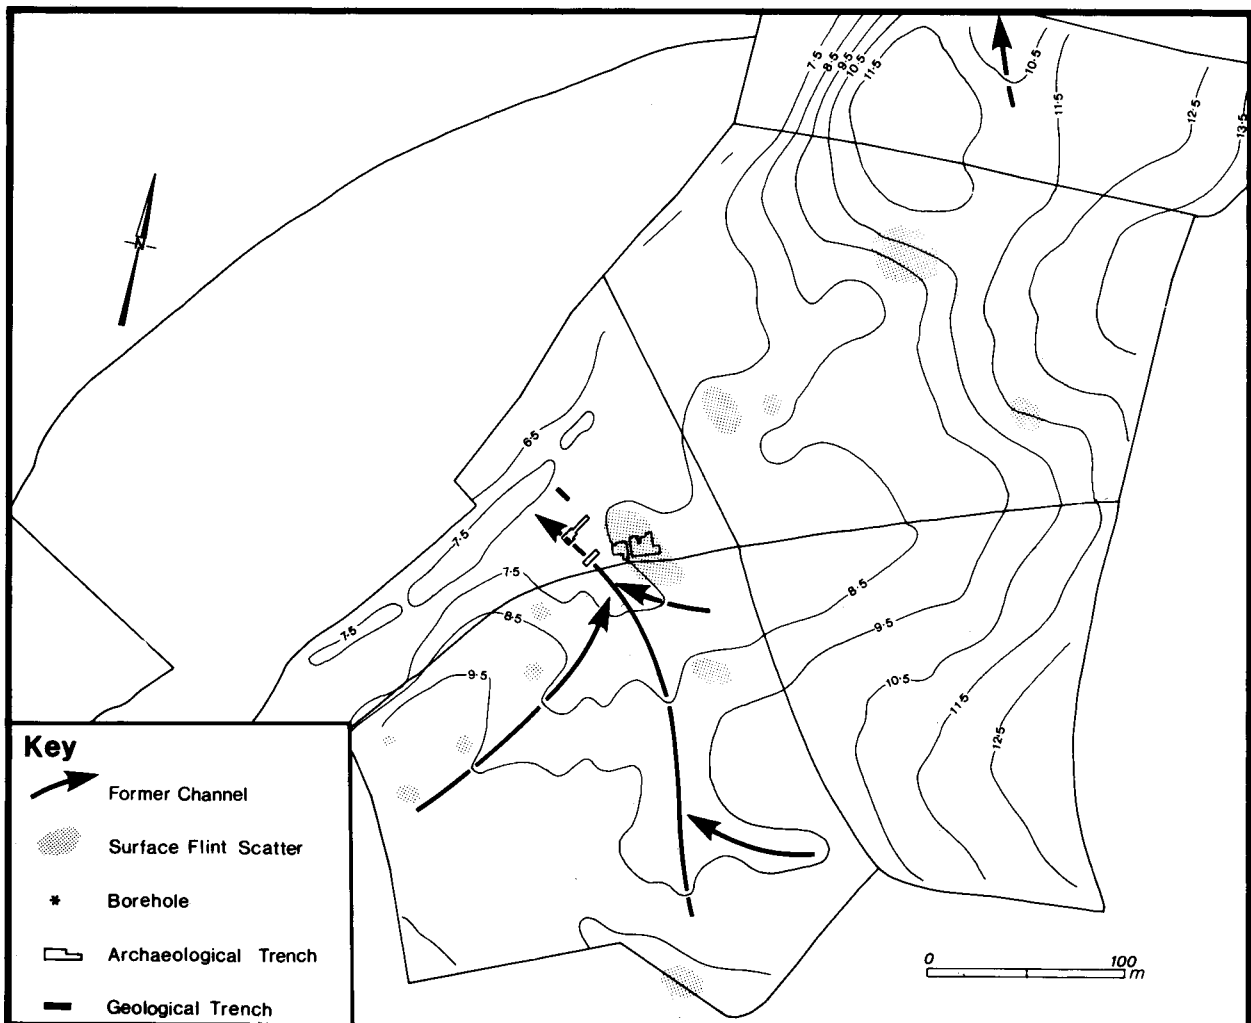 7·5
8·5
9·5
10·5
11·5
10·5
11·5
12·5
13·5
N
6·5
7·5
7·5
7·5
8·5
9·5
8·5
9·5
10·5
11·5
12·5
Key
Former Channel
Surface Flint Scatter
* Borehole
Archaeological Trench
Geological Trench
0 100
m